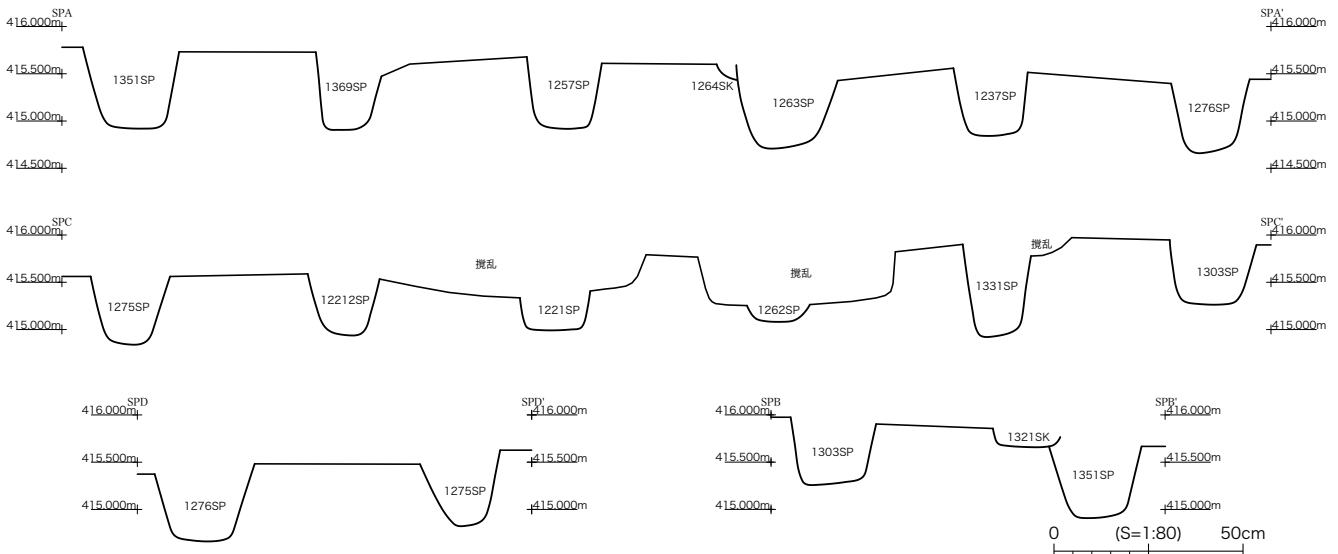 SPA SPA'
416.000m 416.000m
415.500m 415.500m
415.000m 415.000m
414.500m 414.500m
1351SP 1369SP 1257SP 1264SK 1263SP 1237SP 1276SP
SPC SPC'
416.000m 416.000m
415.500m 415.500m
415.000m 415.000m
撹乱 撹乱 撹乱
1275SP 12212SP 1221SP 1262SP 1331SP 1303SP
SPD SPD'
416.000m 416.000m
415.500m 415.500m
415.000m 415.000m
1276SP 1275SP
SPB SPB'
416.000m 416.000m
415.500m 415.500m
415.000m 415.000m
1303SP 1321SK 1351SP
0 (S=1:80) 50cm